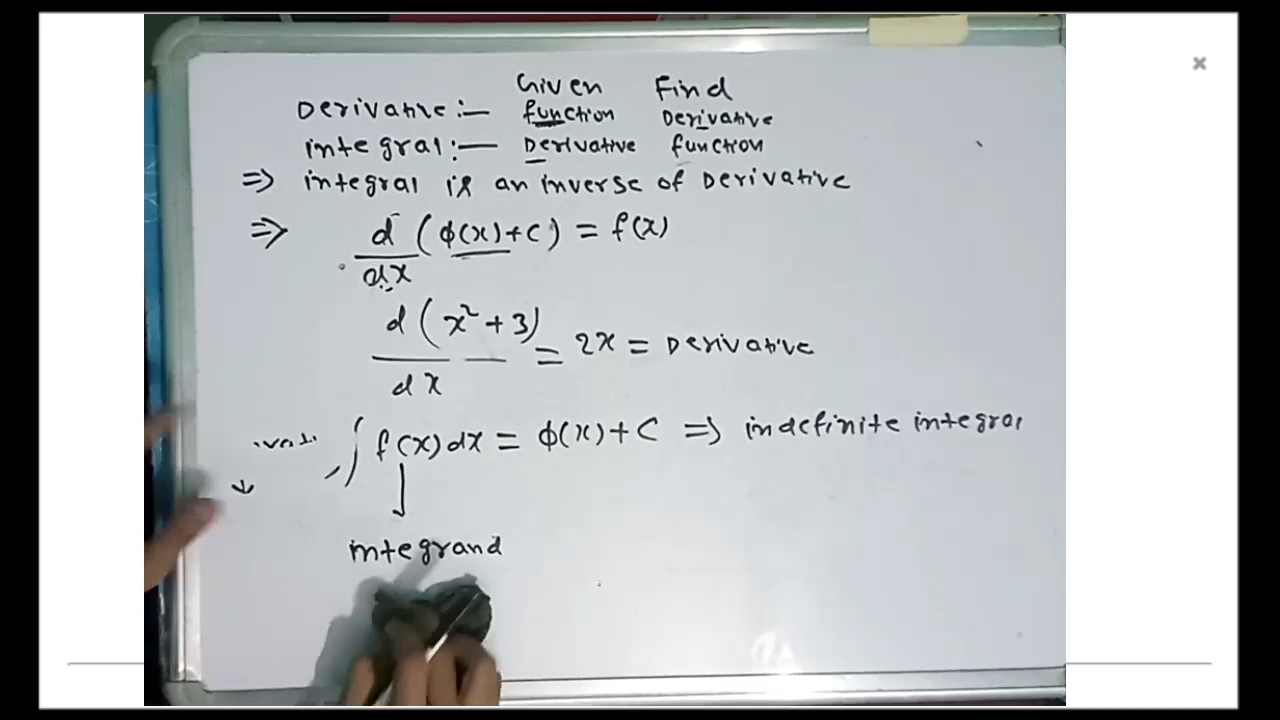 Given Find
Derivative :— function Derivative
integral :— Derivative function
=> integral is an inverse of Derivative
=> d/dx (ϕ(x)+C) = f(x)
d(x²+3)/dx = 2x = Derivative
∫f(x)dx = ϕ(x)+C => indefinite integral
↓
integrand